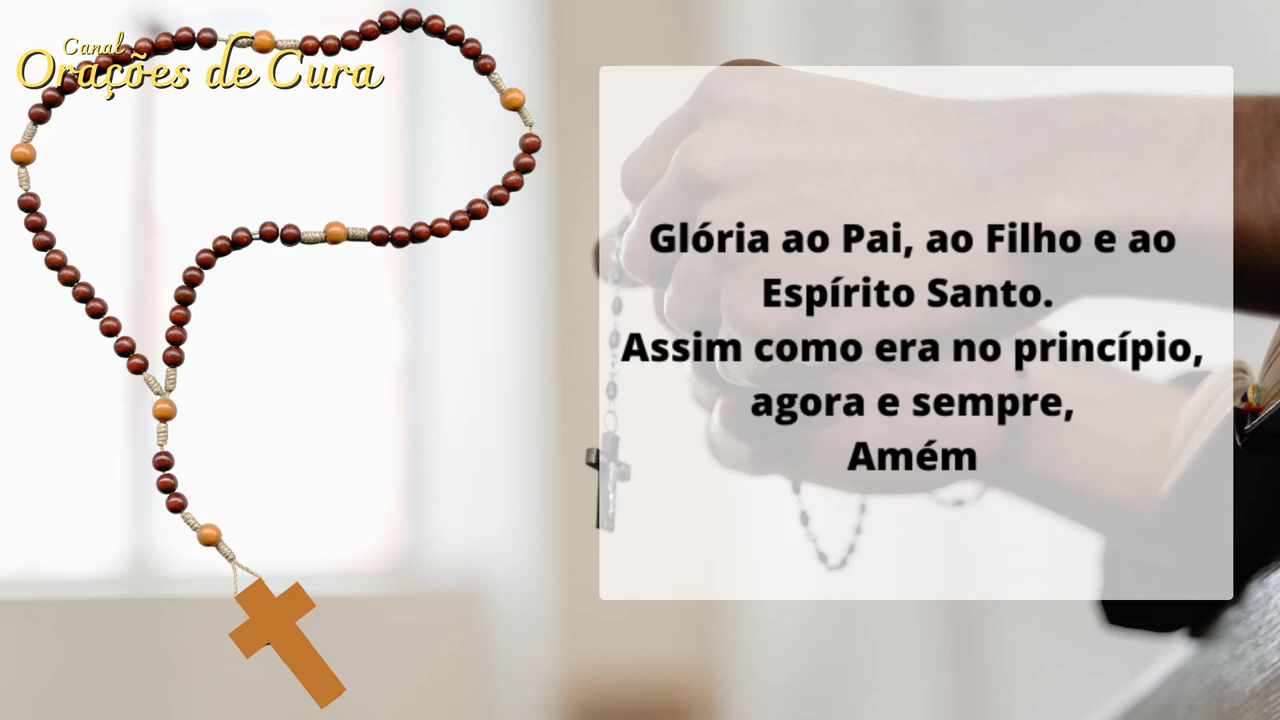 Canal
Orações de Cura
Glória ao Pai, ao Filho e ao
Espírito Santo.
Assim como era no princípio,
agora e sempre,
Amém